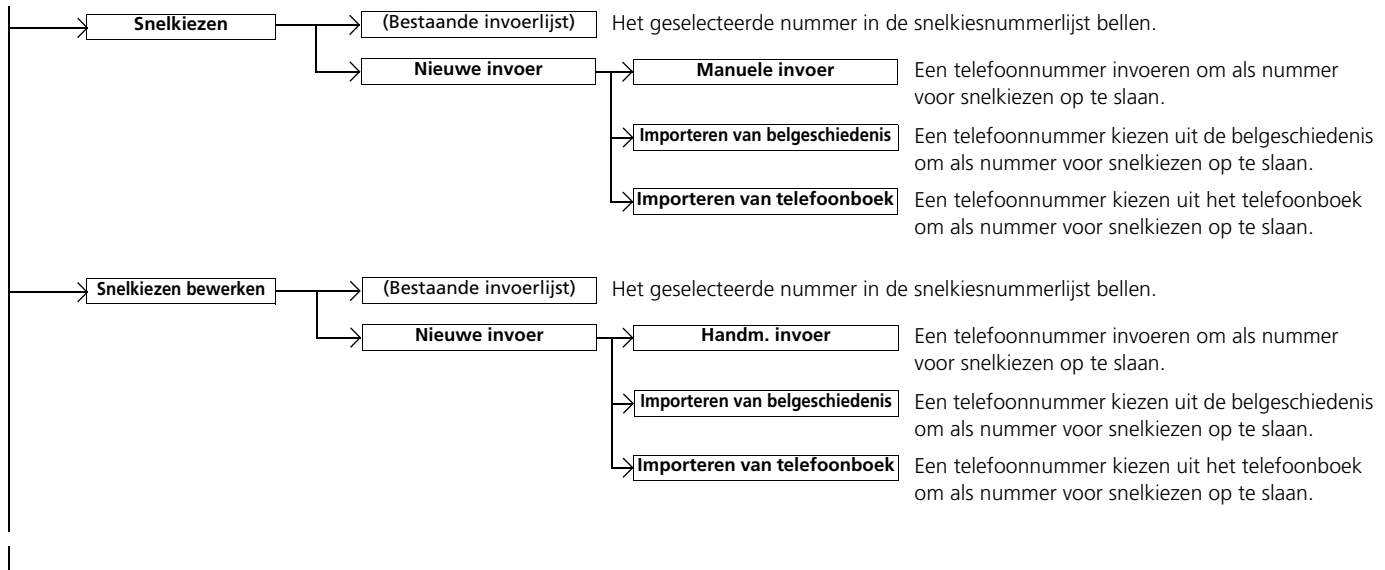 Snelkiezen
(Bestaande invoerlijst)
Het geselecteerde nummer in de snelkiesnummerlijst bellen.
Nieuwe invoer
Manuele invoer
Een telefoonnummer invoeren om als nummer
voor snelkiezen op te slaan.
Importeren van belgeschiedenis
Een telefoonnummer kiezen uit de belgeschiedenis
om als nummer voor snelkiezen op te slaan.
Importeren van telefoonboek
Een telefoonnummer kiezen uit het telefoonboek
om als nummer voor snelkiezen op te slaan.
Snelkiezen bewerken
(Bestaande invoerlijst)
Het geselecteerde nummer in de snelkiesnummerlijst bellen.
Nieuwe invoer
Handm. invoer
Een telefoonnummer invoeren om als nummer
voor snelkiezen op te slaan.
Importeren van belgeschiedenis
Een telefoonnummer kiezen uit de belgeschiedenis
om als nummer voor snelkiezen op te slaan.
Importeren van telefoonboek
Een telefoonnummer kiezen uit het telefoonboek
om als nummer voor snelkiezen op te slaan.